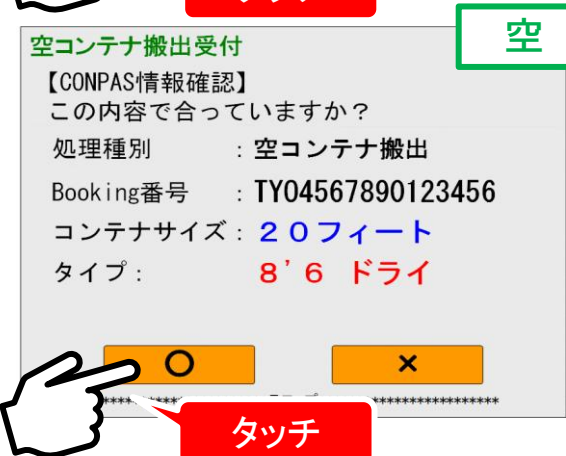 空
空コンテナ搬出受付
【CONPAS情報確認】
この内容で合っていますか？
処理種別 ：空コンテナ搬出
Booking番号 ：TYO4567890123456
コンテナサイズ：２０フィート
タイプ： ８’６ ドライ
○ ×
タッチ